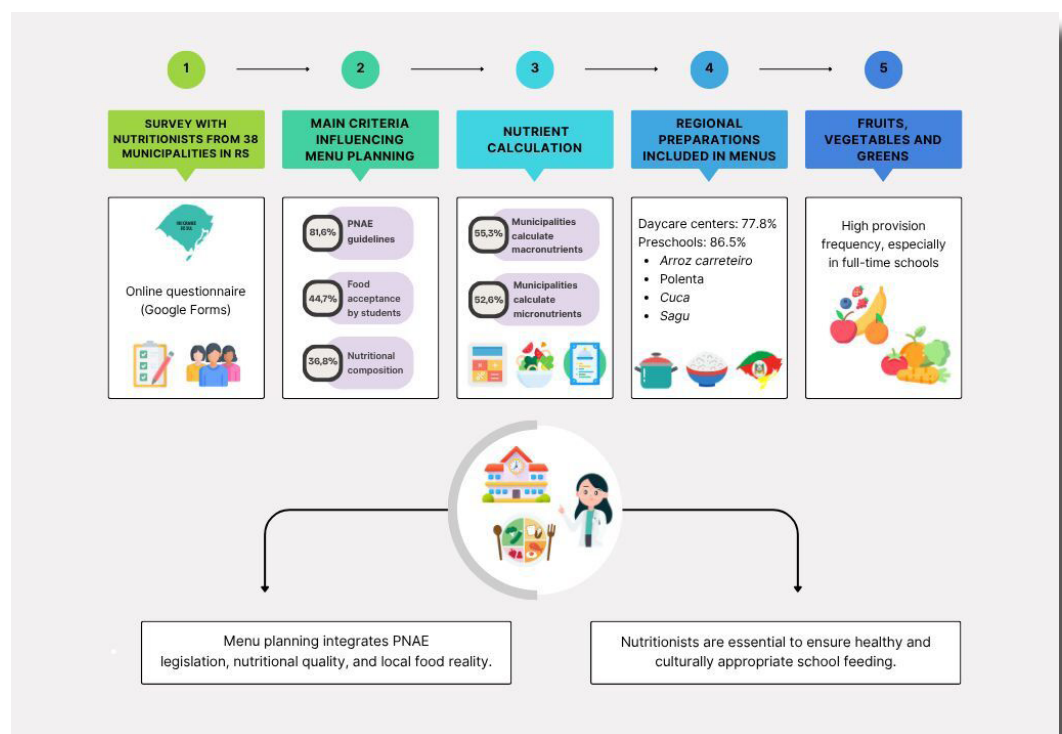 1
2
3
4
5
SURVEY WITH
NUTRITIONISTS FROM 38
MUNICIPALITIES IN RS
MAIN CRITERIA
INFLUENCING
MENU PLANNING
NUTRIENT
CALCULATION
REGIONAL
PREPARATIONS
INCLUDED IN MENUS
FRUITS,
VEGETABLES AND
GREENS
Online questionnaire
(Google Forms)
81,6%
PNAE
guidelines
44,7%
Food
acceptance
by students
36,8%
Nutritional
composition
55,3%
Municipalities
calculate
macronutrients
52,6%
Municipalities
calculate
micronutrients
Daycare centers: 77.8%
Preschools: 86.5%
• Arroz carreteiro
• Polenta
• Cuca
• Sagu
High provision
frequency, especially
in full-time schools
Menu planning integrates PNAE
legislation, nutritional quality, and local food reality.
Nutritionists are essential to ensure healthy and
culturally appropriate school feeding.